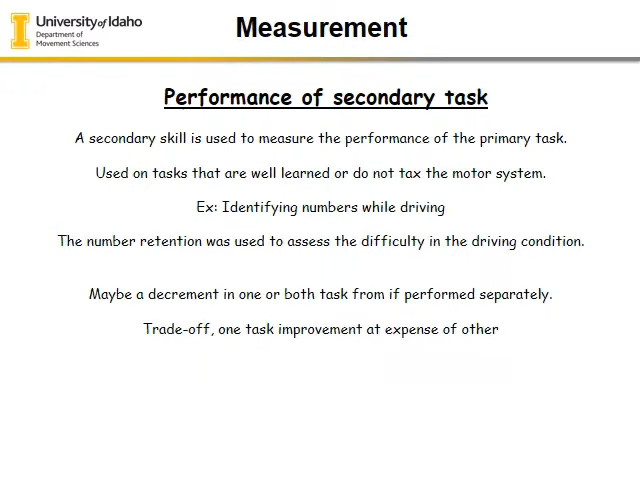 University of Idaho
Department of
Movement Sciences
Measurement
Performance of secondary task
A secondary skill is used to measure the performance of the primary task.
Used on tasks that are well learned or do not tax the motor system.
Ex: Identifying numbers while driving
The number retention was used to assess the difficulty in the driving condition.
Maybe a decrement in one or both task from if performed separately.
Trade-off, one task improvement at expense of other